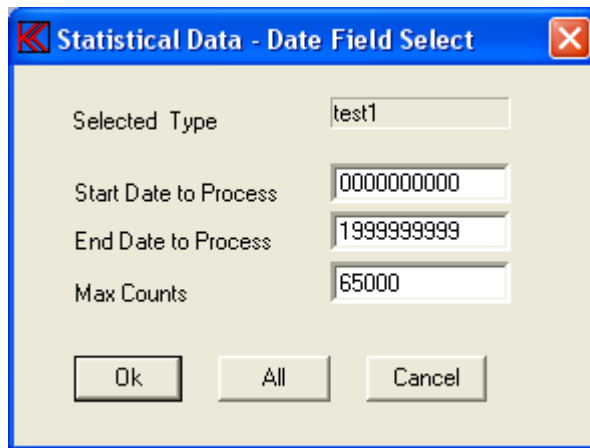 Statistical Data - Date Field Select
Selected Type test1
Start Date to Process 0000000000
End Date to Process 1999999999
Max Counts 65000
Ok All Cancel